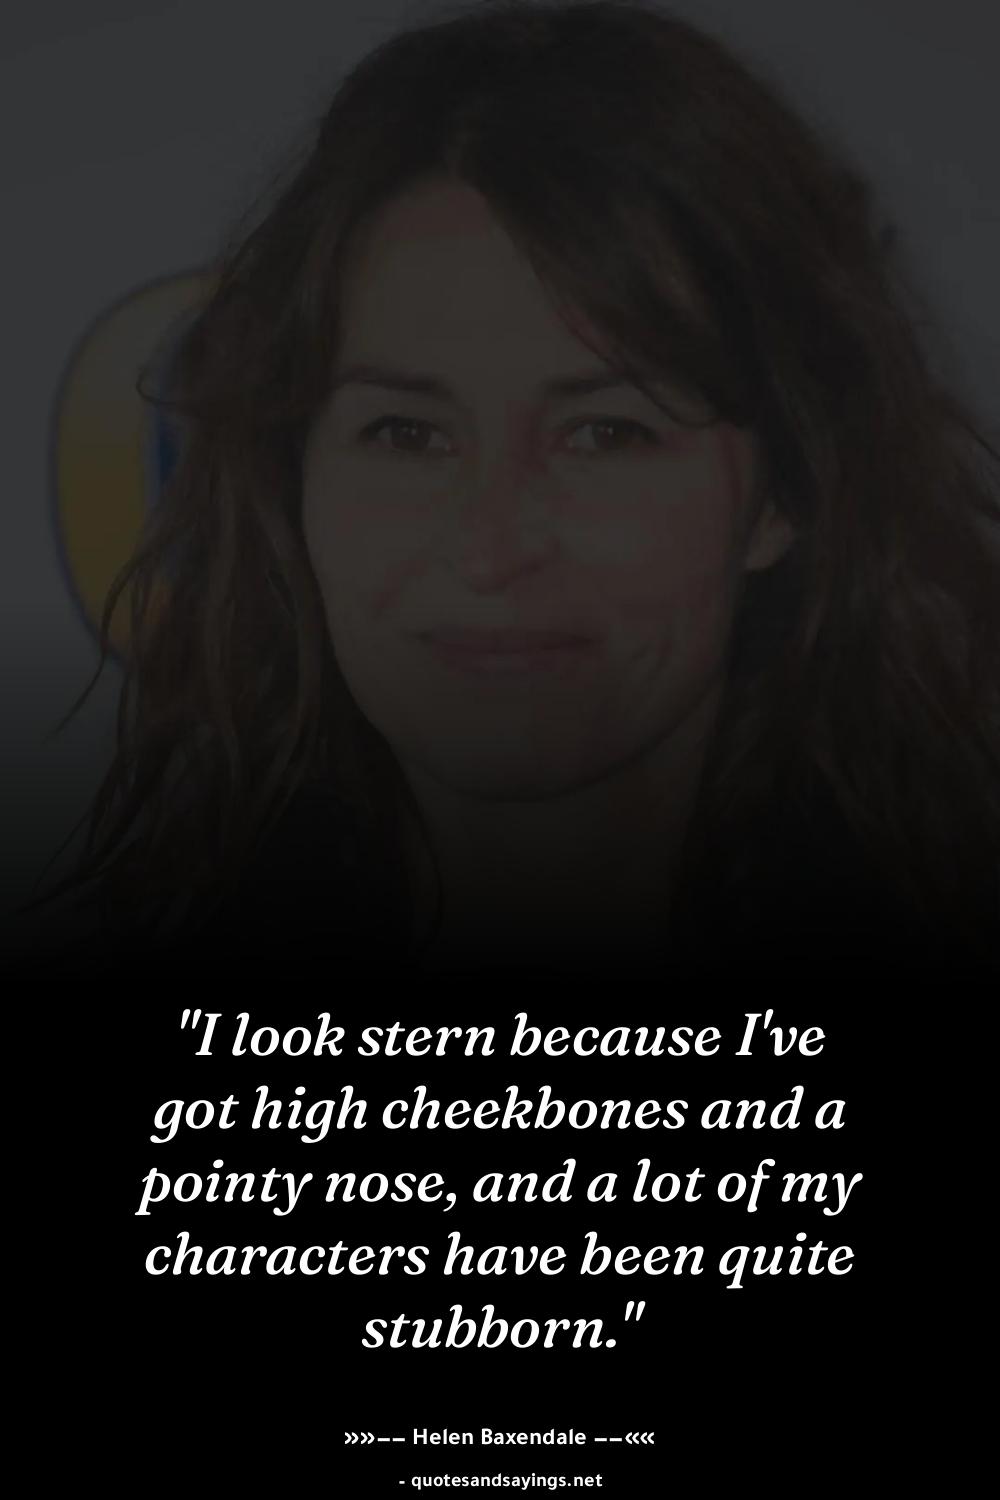 "I look stern because I've
got high cheekbones and a
pointy nose, and a lot of my
characters have been quite
stubborn."
»»-- Helen Baxendale --««
- quotesandsayings.net